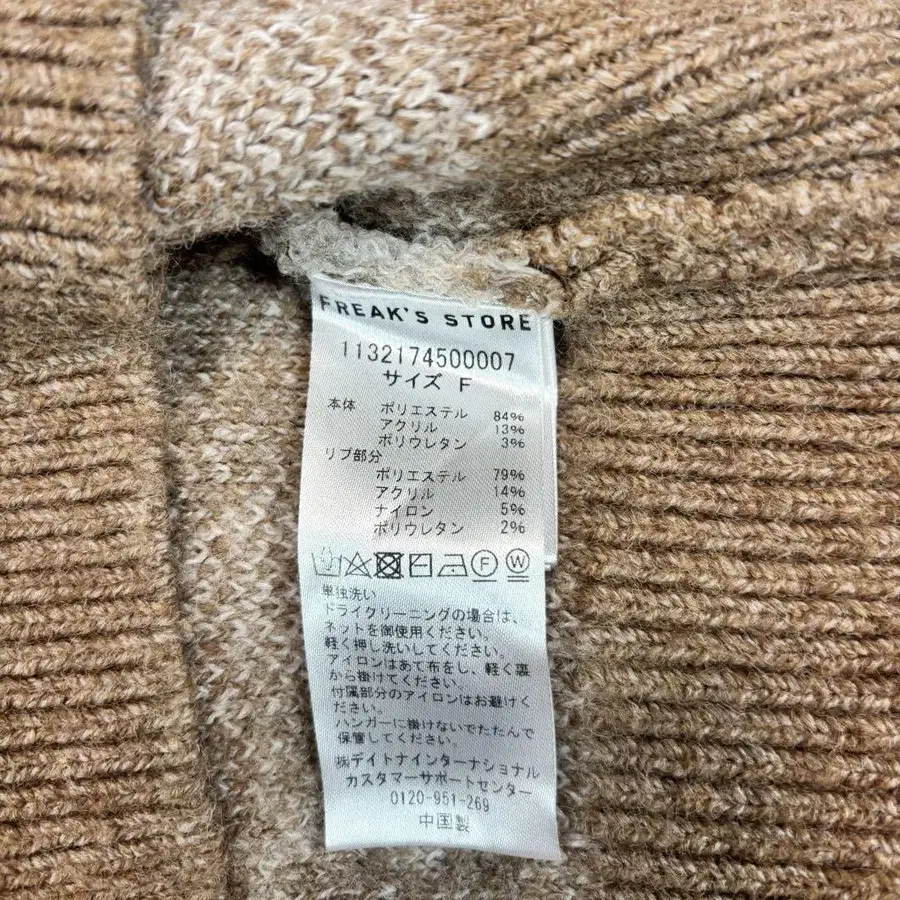 FREAK'S STORE
1132174500007
サイズ F
本体 ポリエステル 84%
アクリル 13%
ポリウレタン 3%
リブ部分
ポリエステル 79%
アクリル 14%
ナイロン 5%
ポリウレタン 2%
F W
単独洗い
ドライクリーニングの場合は、
ネットを御使用ください。
軽く押し洗いしてください。
アイロンはあて布をし、軽く裏
から掛けてください。
付属部分のアイロンはお避けく
ださい。
ハンガーに掛けないでたたんで
保管してください。
㈱デイトナインターナショナル
カスタマーサポートセンター
0120-951-269
中国製